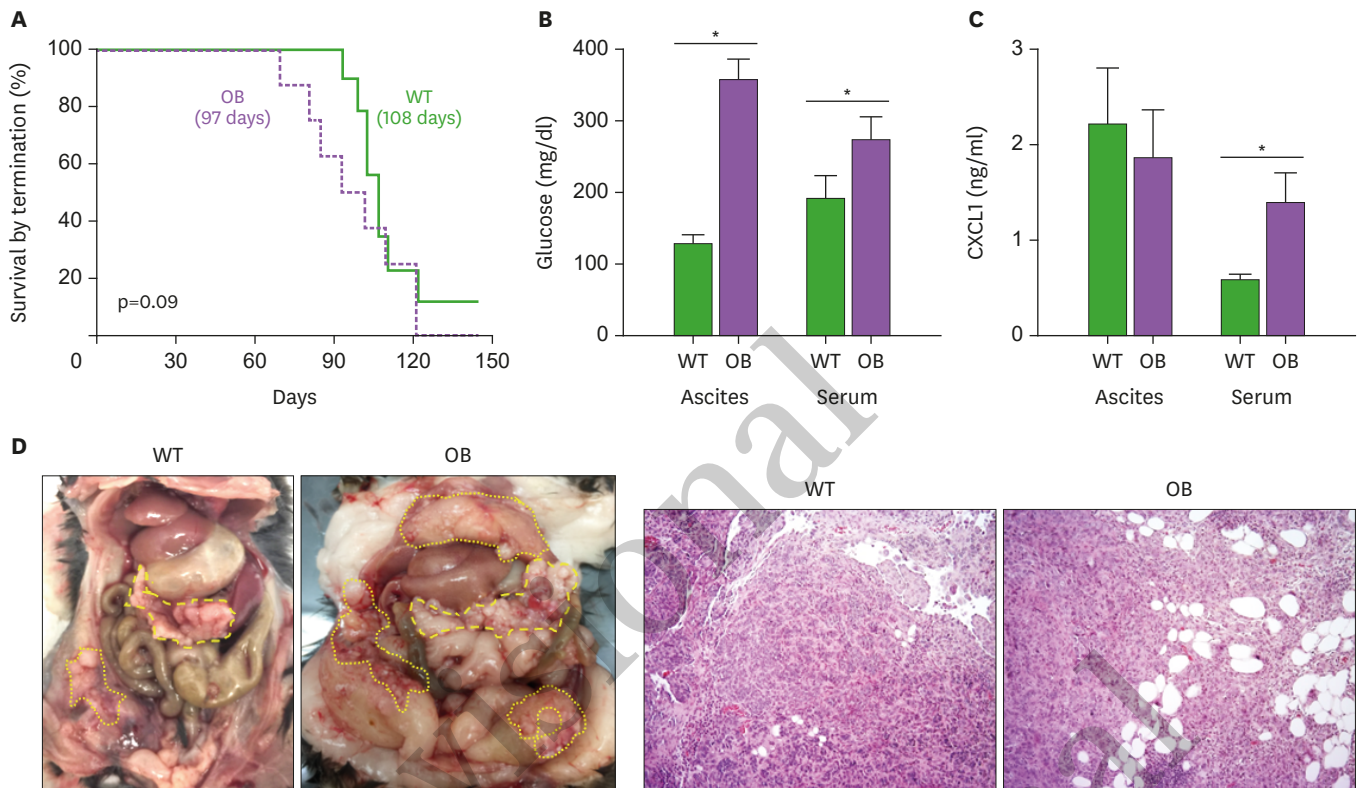 A
Survival by termination (%)
100
80
60
40
20
0
30
60
90
120
150
Days
OB
(97 days)
WT
(108 days)
p=0.09
B
Glucose (mg/dl)
400
300
200
100
0
*
*
WT
OB
WT
OB
Ascites
Serum
C
CXCL1 (ng/ml)
3
2
1
0
*
WT
OB
WT
OB
Ascites
Serum
D
WT
OB
WT
OB